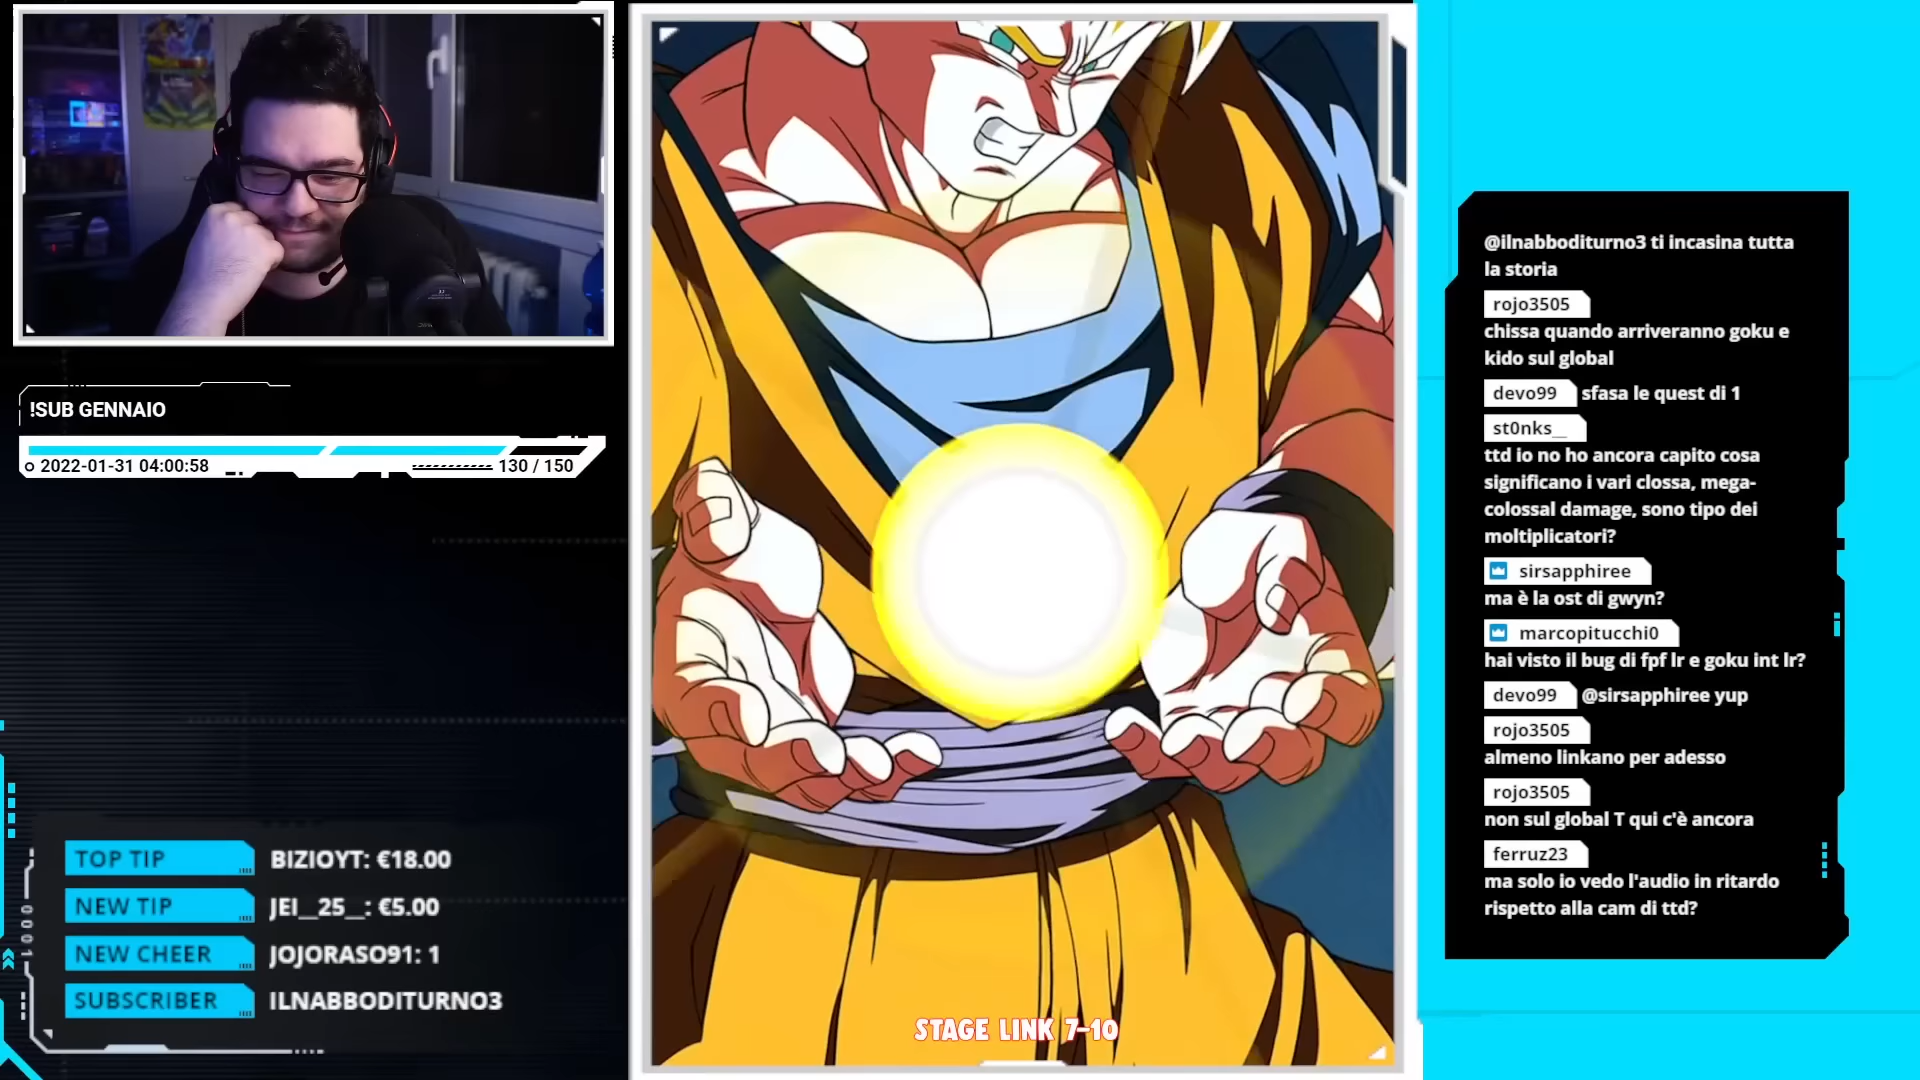 !SUB GENNAIO
2022-01-31 04:00:58
130 / 150
TOP TIP BIZIOYT: €18.00
NEW TIP JEI__25__: €5.00
NEW CHEER JOJORASO91: 1
SUBSCRIBER ILNABBODITURNO3
0001
STAGE LINK 7-10
@ilnabboditurno3 ti incasina tutta
la storia
rojo3505
chissa quando arriveranno goku e
kido sul global
devo99 sfasa le quest di 1
st0nks__
ttd io no ho ancora capito cosa
significano i vari clossa, mega-
colossal damage, sono tipo dei
moltiplicatori?
sirsapphiree
ma è la ost di gwyn?
marcopitucchi0
hai visto il bug di fpf lr e goku int lr?
devo99 @sirsapphiree yup
rojo3505
almeno linkano per adesso
rojo3505
non sul global T qui c'è ancora
ferruz23
ma solo io vedo l'audio in ritardo
rispetto alla cam di ttd?